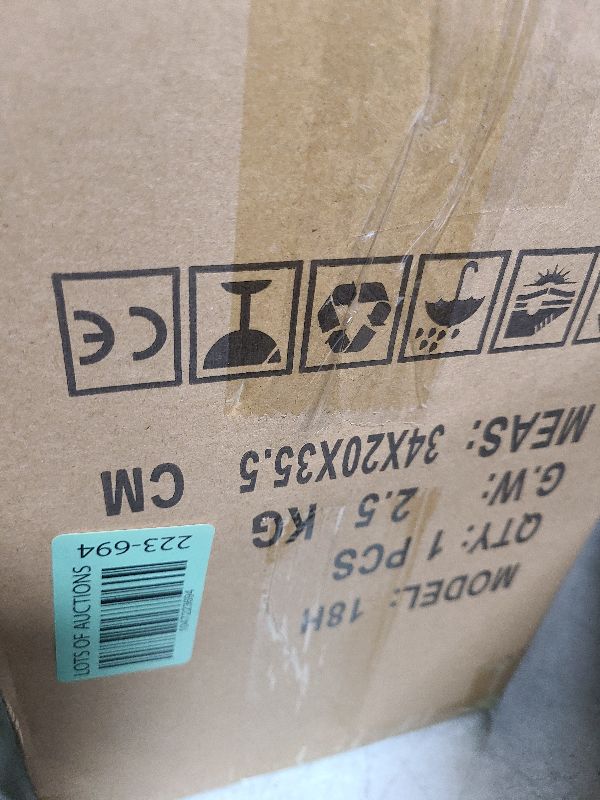 MODEL: 18H
QTY: 1 PCS
G.W: 2.5 KG
MEAS: 34X20X35.5 CM
CE
LOTS OF AUCTIONS
223-694